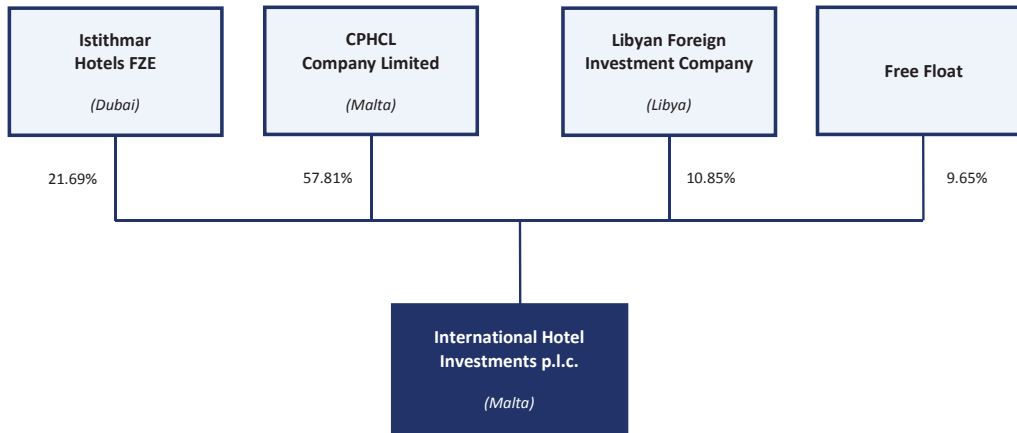 Istithmar
Hotels FZE
(Dubai)
CPHCL
Company Limited
(Malta)
Libyan Foreign
Investment Company
(Libya)
Free Float
21.69%
57.81%
10.85%
9.65%
International Hotel
Investments p.l.c.
(Malta)